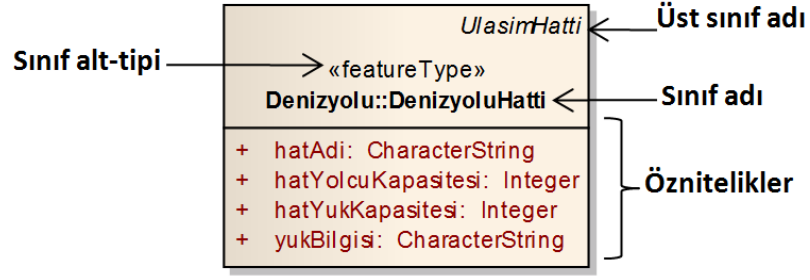 UlasimHatti
Üst sınıf adı
Sınıf alt-tipi
«featureType»
Denizyolu::DenizyoluHatti
Sınıf adı
+ hatAdi: CharacterString
+ hatYolcuKapasitesi: Integer
+ hatYukKapasitesi: Integer
+ yukBilgisi: CharacterString
Öznitelikler